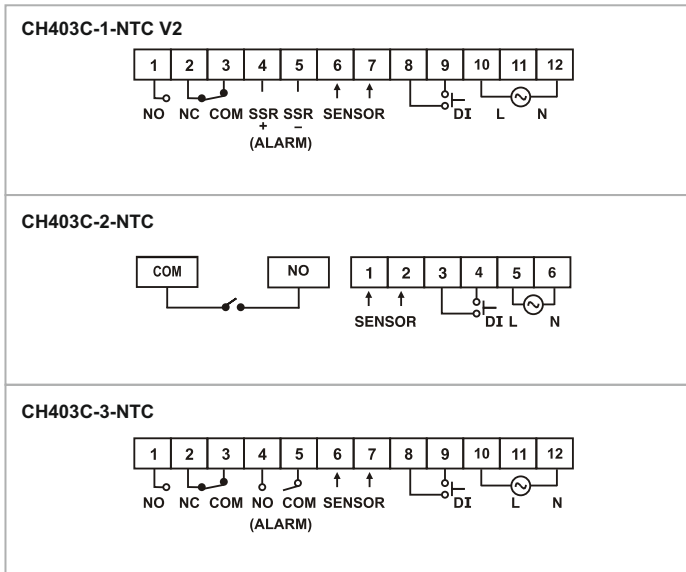 CH403C-1-NTC V2
1 2 3 4 5 6 7 8 9 10 11 12
NO NC COM SSR SSR SENSOR DI L N
+ −
(ALARM)
CH403C-2-NTC
COM NO 1 2 3 4 5 6
SENSOR DI L N
CH403C-3-NTC
1 2 3 4 5 6 7 8 9 10 11 12
NO NC COM NO COM SENSOR DI L N
(ALARM)